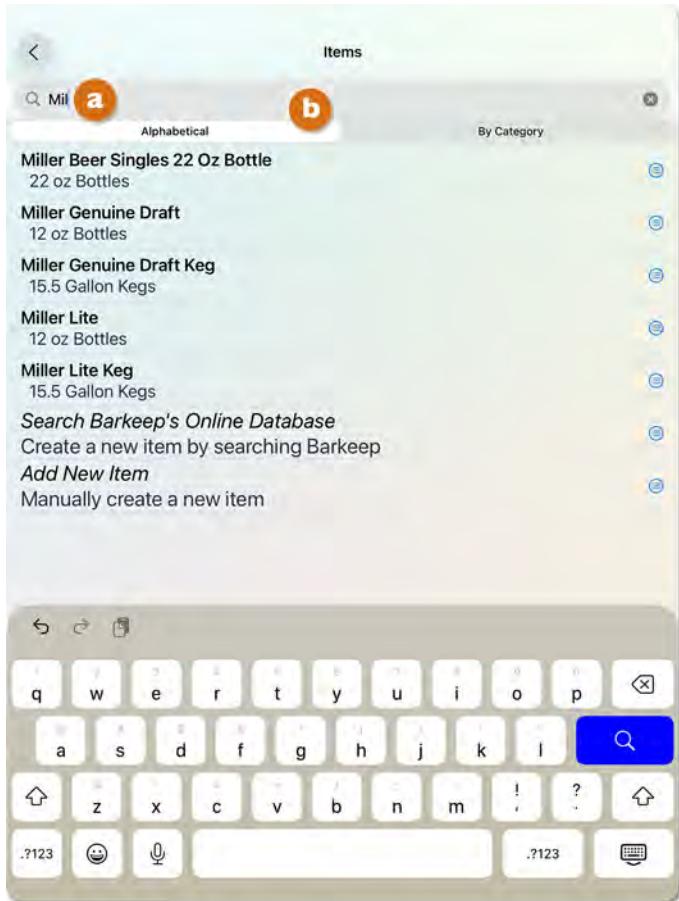 Items
Mil a
b
Alphabetical By Category
Miller Beer Singles 22 Oz Bottle
22 oz Bottles
Miller Genuine Draft
12 oz Bottles
Miller Genuine Draft Keg
15.5 Gallon Kegs
Miller Lite
12 oz Bottles
Miller Lite Keg
15.5 Gallon Kegs
Search Barkeep's Online Database
Create a new item by searching Barkeep
Add New Item
Manually create a new item
q w e r t y u i o p
a s d f g h j k l
z x c v b n m ! , ? .
.?123 .?123